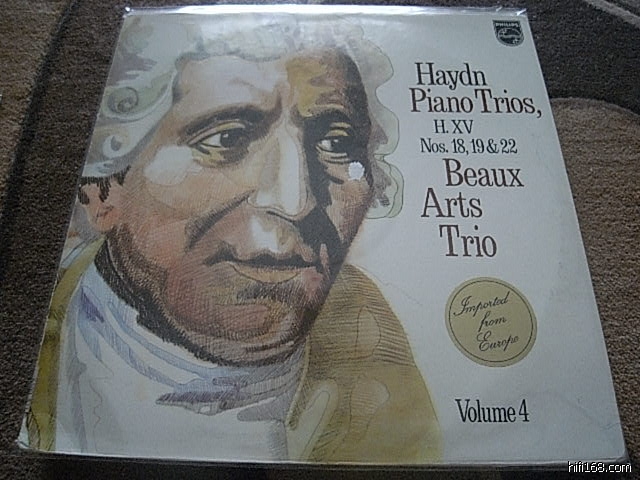 PHILIPS
Haydn
Piano Trios,
H. XV
Nos. 18, 19 & 22
Beaux
Arts
Trio
Imported
from
Europe
Volume 4
hifi168.com